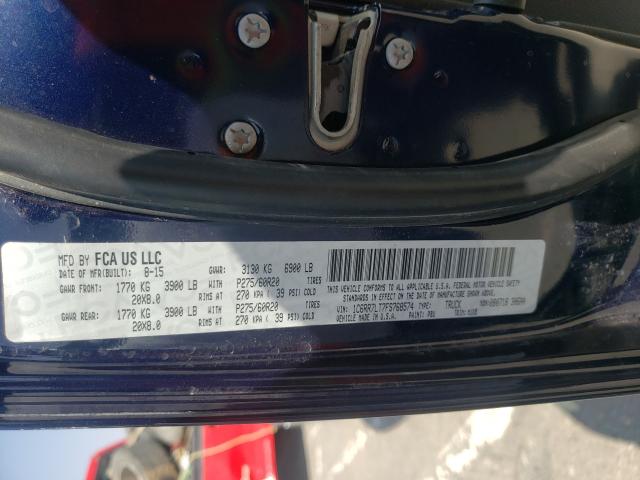 MFD BY FCA US LLC
DATE OF MFR(BUILT): 8-15 GVWR: 3130 KG 6900 LB
GAWR FRONT: 1770 KG 3900 LB WITH P275/60R20 TIRES
20X8.0 RIMS AT 270 KPA ( 39 PSI) COLD
GAWR REAR: 1770 KG 3900 LB WITH P275/60R20 TIRES
20X8.0 RIMS AT 270 KPA ( 39 PSI) COLD
THIS VEHICLE CONFORMS TO ALL APPLICABLE U.S.A. FEDERAL MOTOR VEHICLE SAFETY
STANDARDS IN EFFECT ON THE DATE OF MANUFACTURE SHOWN ABOVE.
VIN: 1C6RR7LT7FS768574 TYPE: TRUCK
VEHICLE MADE IN U.S.A. PAINT: TRIM: